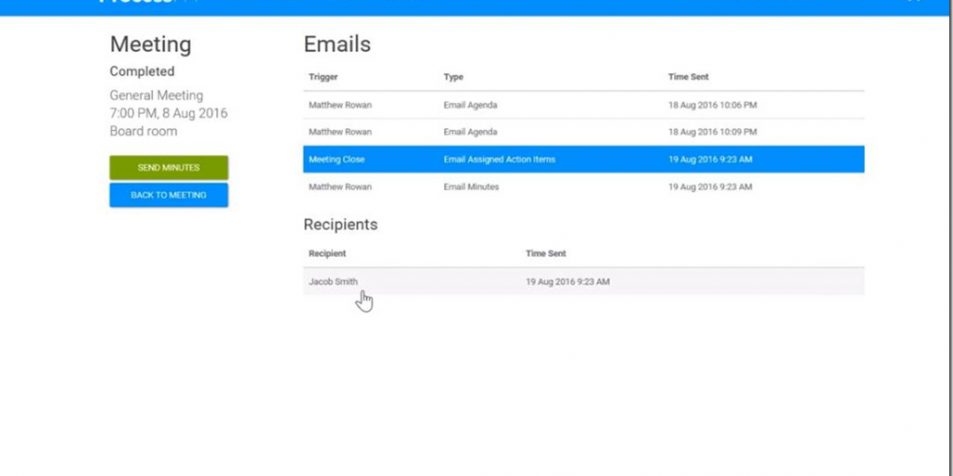 Meeting
Completed
General Meeting
7:00 PM, 8 Aug 2016
Board room
SEND MINUTES
BACK TO MEETING
Emails
Trigger Type Time Sent
Matthew Rowan Email Agenda 18 Aug 2016 10:06 PM
Matthew Rowan Email Agenda 18 Aug 2016 10:09 PM
Meeting Close Email Assigned Action Items 19 Aug 2016 9:23 AM
Matthew Rowan Email Minutes 19 Aug 2016 9:23 AM
Recipients
Recipient Time Sent
Jacob Smith 19 Aug 2016 9:23 AM